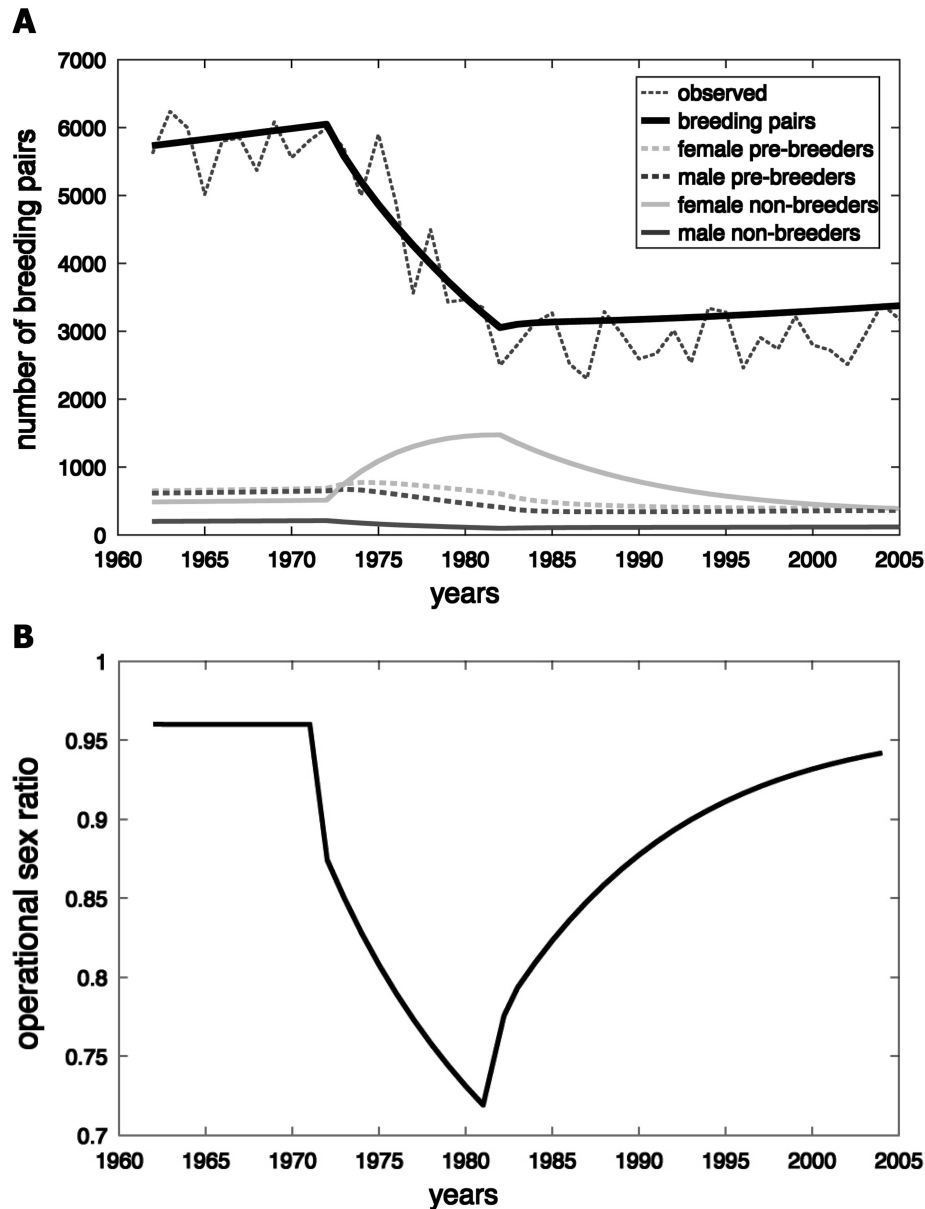 A
7000
6000
5000
4000
3000
2000
1000
0
number of breeding pairs
observed
breeding pairs
female pre-breeders
male pre-breeders
female non-breeders
male non-breeders
1960 1965 1970 1975 1980 1985 1990 1995 2000 2005
years
B
1
0.95
0.9
0.85
0.8
0.75
0.7
operational sex ratio
1960 1965 1970 1975 1980 1985 1990 1995 2000 2005
years